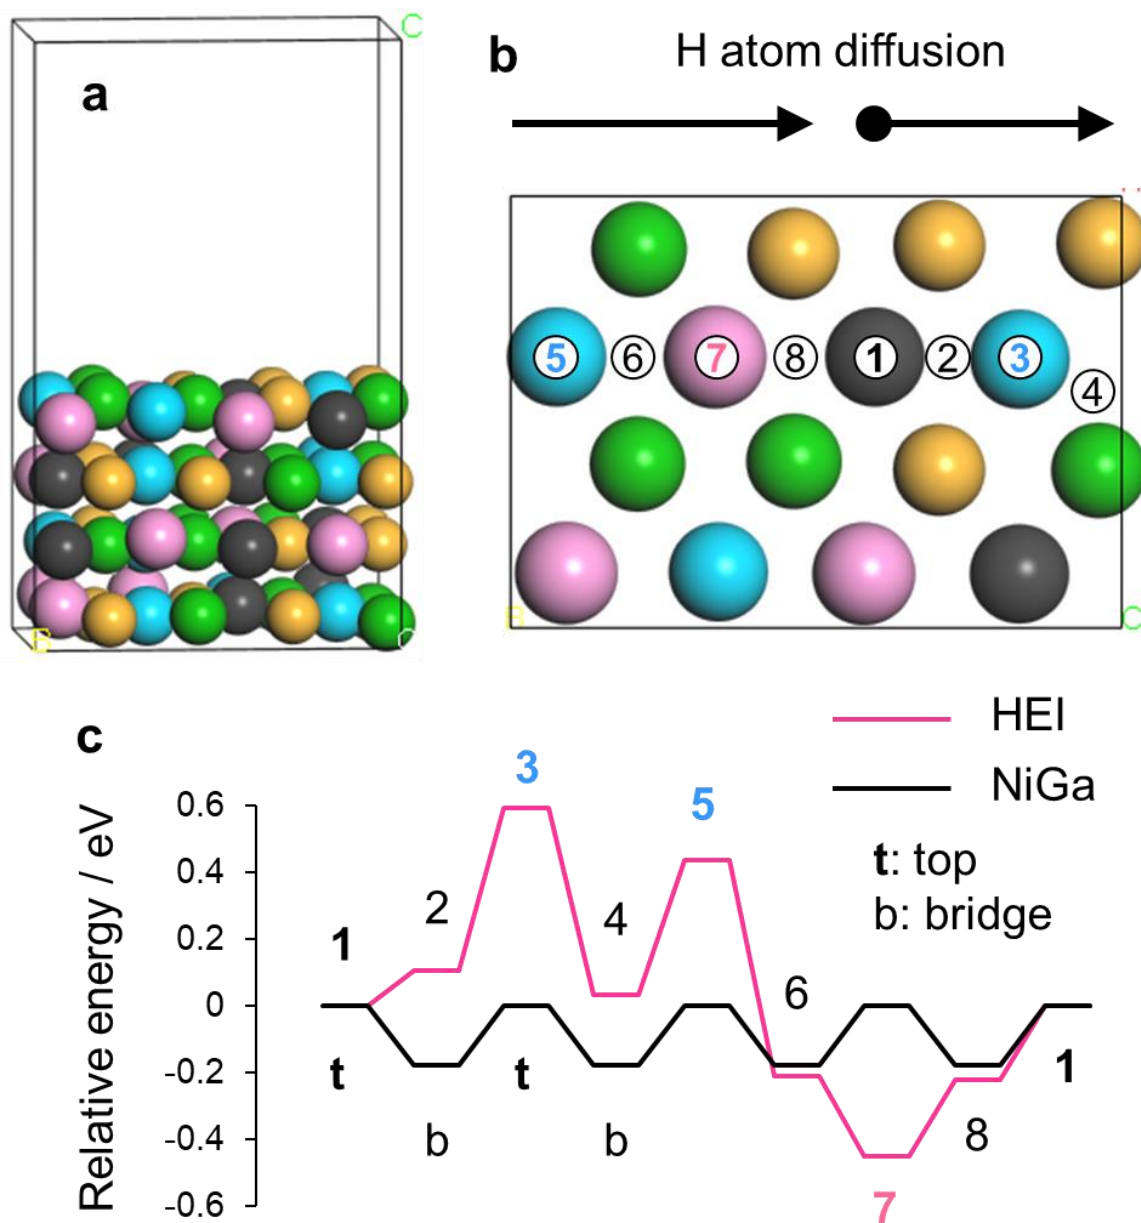 a
C
b
H atom diffusion
5 6 7 8 1 2 3
4
B
C
B
C
c
HEI
NiGa
t: top
b: bridge
Relative energy / eV
0.6
0.4
0.2
0
-0.2
-0.4
-0.6
1
2
3
4
5
6
7
8
1
t
b
t
b